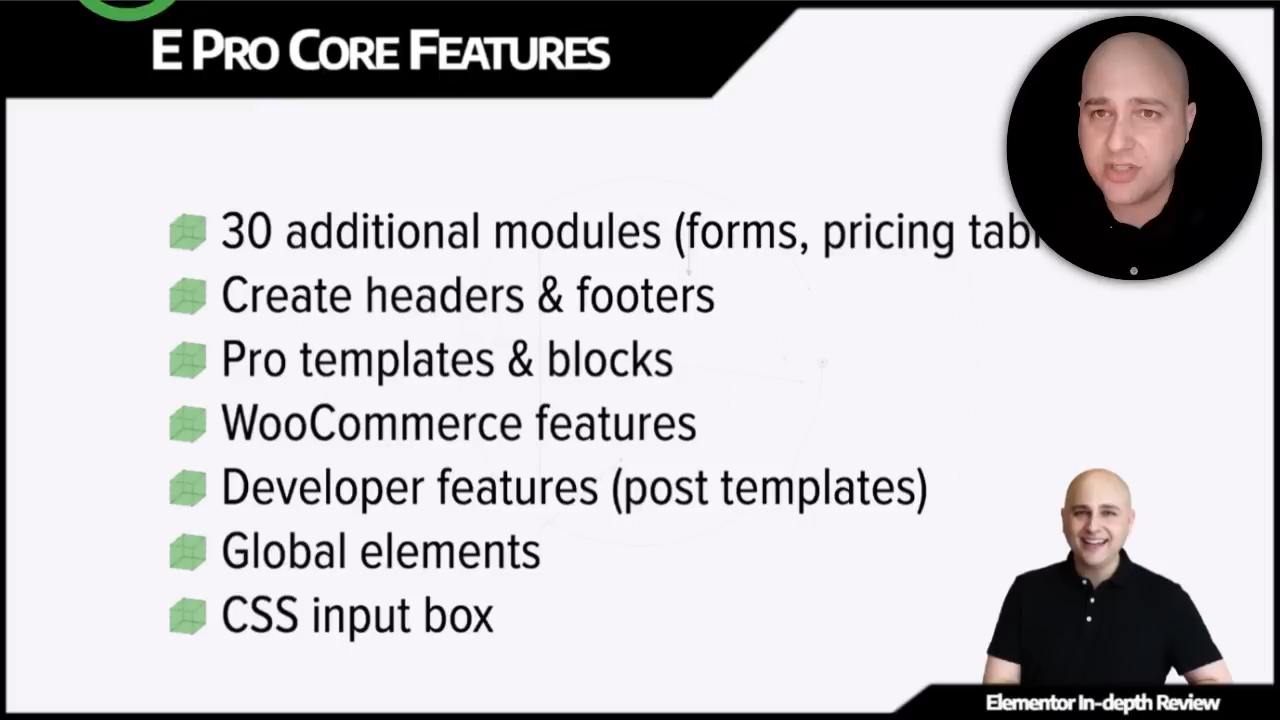 E Pro Core Features
30 additional modules (forms, pricing
Create headers & footers
Pro templates & blocks
WooCommerce features
Developer features (post templates)
Global elements
CSS input box
Elementor In-depth Review